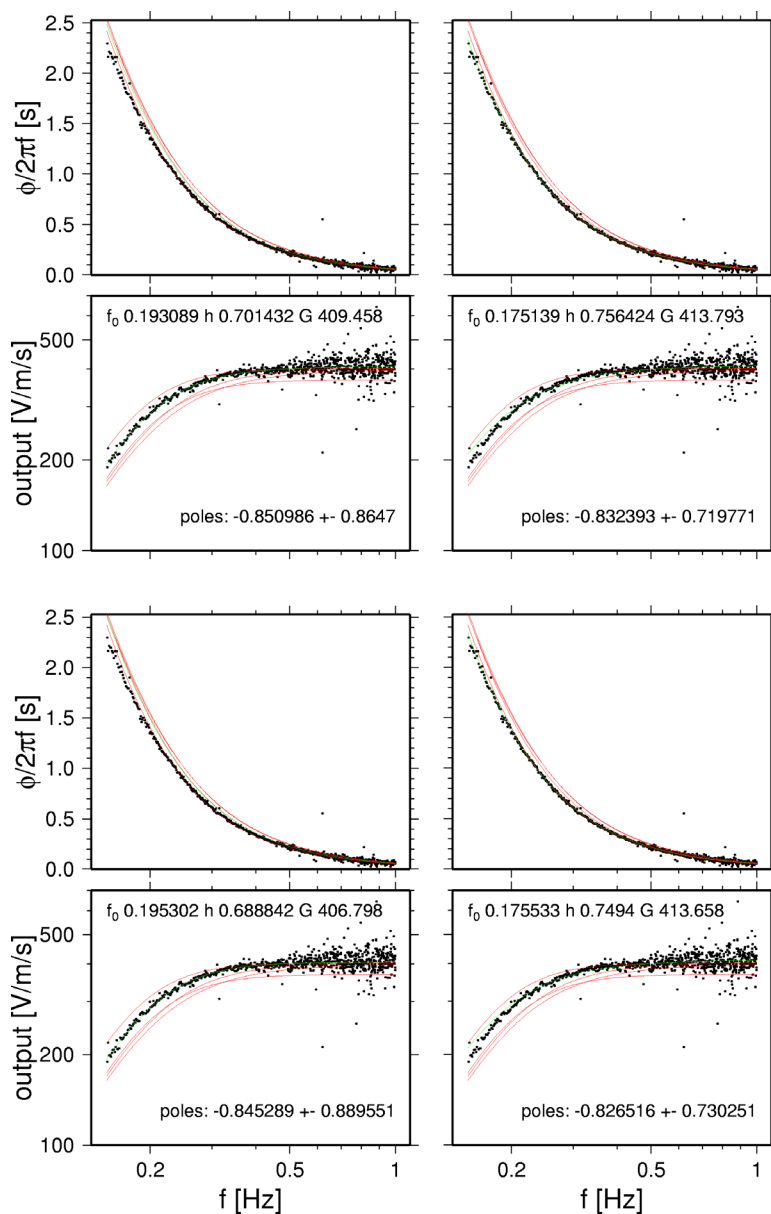 2.5
2.0
1.5
1.0
0.5
0.0
ϕ/2πf [s]
f₀ 0.193089 h 0.701432 G 409.458
f₀ 0.175139 h 0.756424 G 413.793
500
200
100
output [V/m/s]
poles: -0.850986 +- 0.8647
poles: -0.832393 +- 0.719771
2.5
2.0
1.5
1.0
0.5
0.0
ϕ/2πf [s]
f₀ 0.195302 h 0.688842 G 406.798
f₀ 0.175533 h 0.7494 G 413.658
500
200
100
output [V/m/s]
poles: -0.845289 +- 0.889551
poles: -0.826516 +- 0.730251
0.2 0.5 1
0.2 0.5 1
f [Hz]
f [Hz]